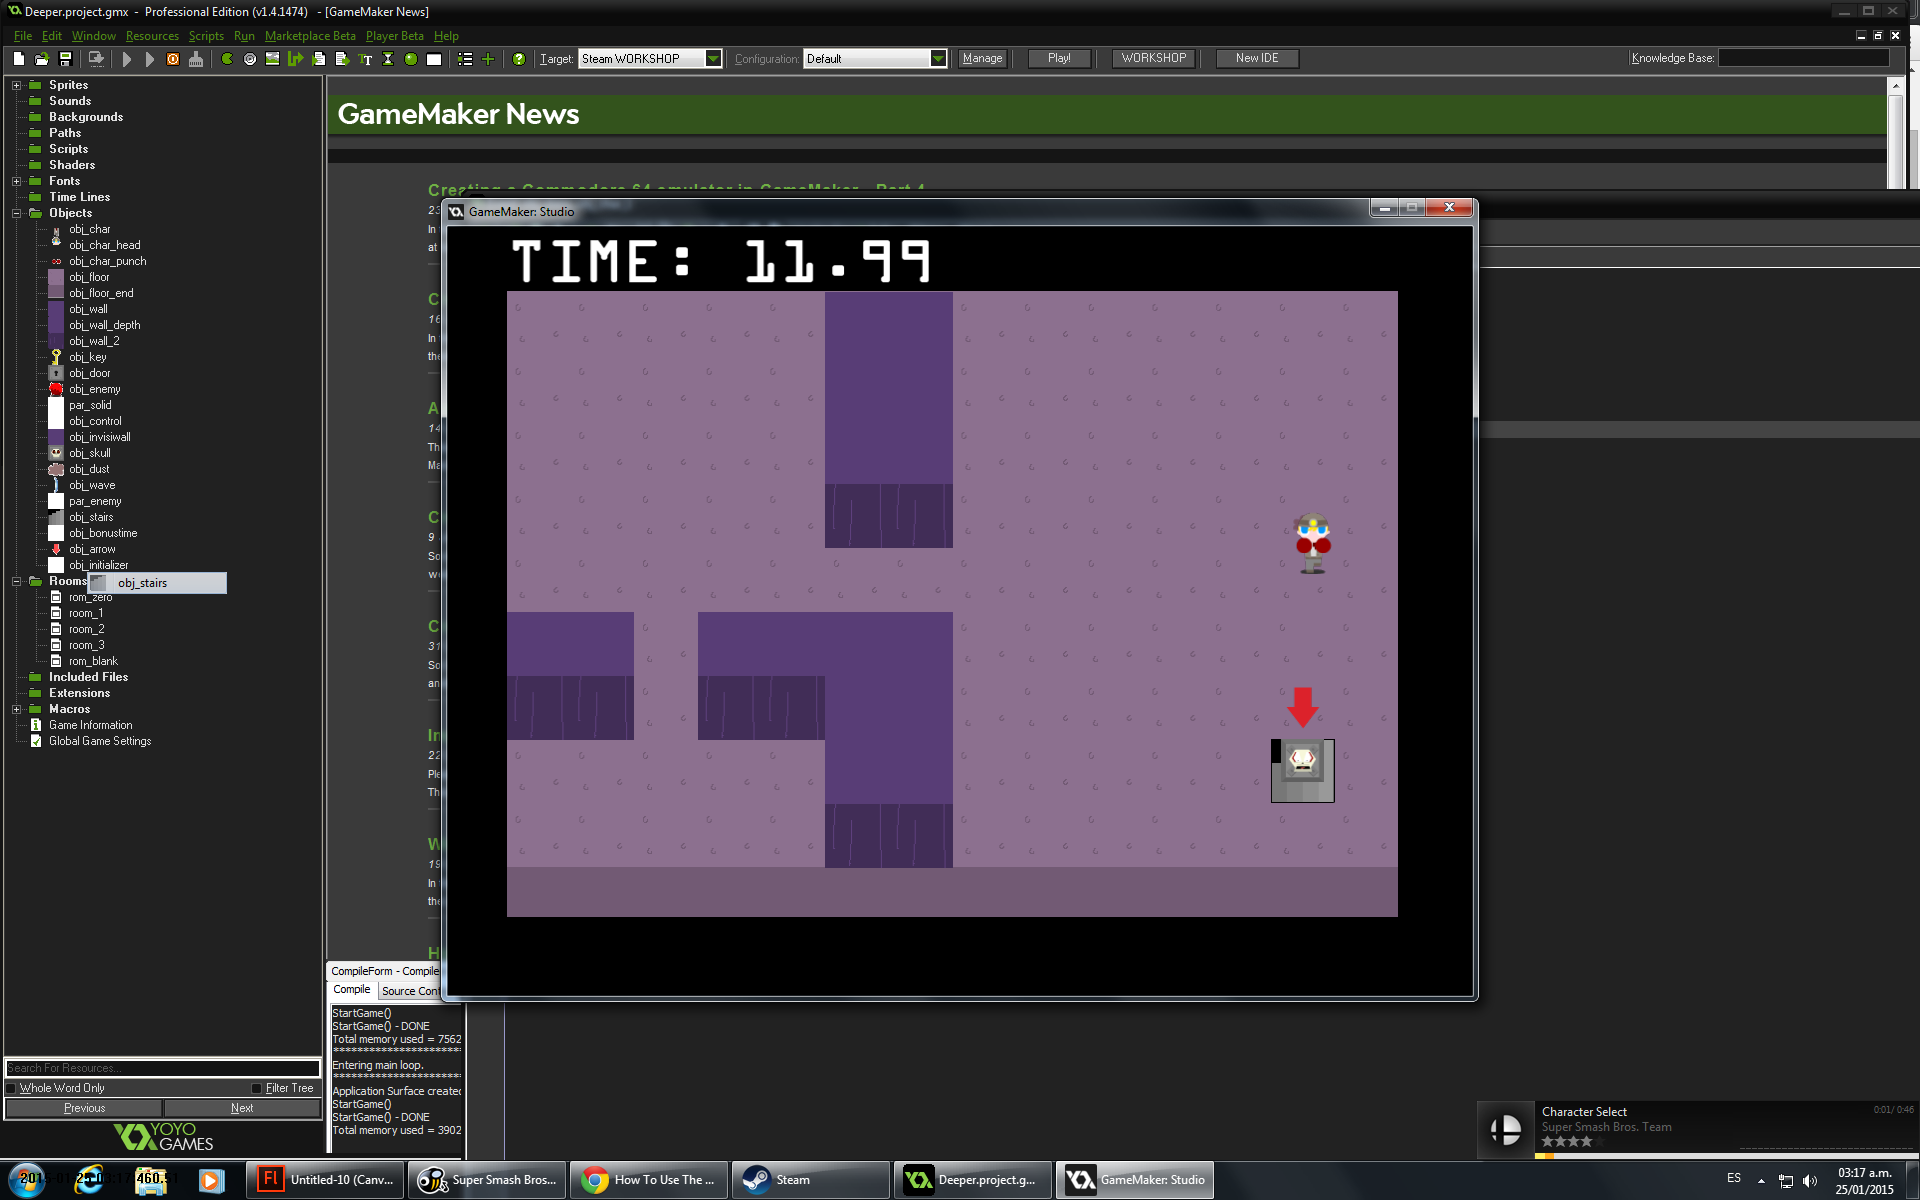 Deeper.project.gmx - Professional Edition (v1.4.1474) - [GameMaker News]
File Edit Window Resources Scripts Run Marketplace Beta Player Beta Help
Target: Steam WORKSHOP Configuration: Default Manage Play! WORKSHOP New IDE Knowledge Base:
Sprites
Sounds
Backgrounds
Paths
Scripts
Shaders
Fonts
Time Lines
Objects
obj_char
obj_char_head
obj_char_punch
obj_floor
obj_floor_end
obj_wall
obj_wall_depth
obj_wall_2
obj_key
obj_door
obj_enemy
par_solid
obj_control
obj_invisiwall
obj_skull
obj_dust
obj_wave
par_enemy
obj_stairs
obj_bonustime
obj_arrow
obj_initializer
Rooms
obj_stairs
rom_zero
room_1
room_2
room_3
rom_blank
Included Files
Extensions
Macros
Game Information
Global Game Settings
Search For Resources...
Whole Word Only Filter Tree
Previous Next
YOYO
GAMES
GameMaker News
Creating a Commodore 64 emulator in GameMaker - Part 4
GameMaker: Studio
TIME: 11.99
CompileForm - Compile
Compile Source Cont
StartGame()
StartGame() - DONE
Total memory used = 7562
***********************
Entering main loop.
***********************
Application Surface created
StartGame()
StartGame() - DONE
Total memory used = 3902
Character Select 0:01/ 0:46
Super Smash Bros. Team
2015-01-25 03:17:460.51
Untitled-10 (Canv...
Super Smash Bros...
How To Use The ...
Steam
Deeper.project.g...
GameMaker: Studio
ES
03:17 a.m.
25/01/2015